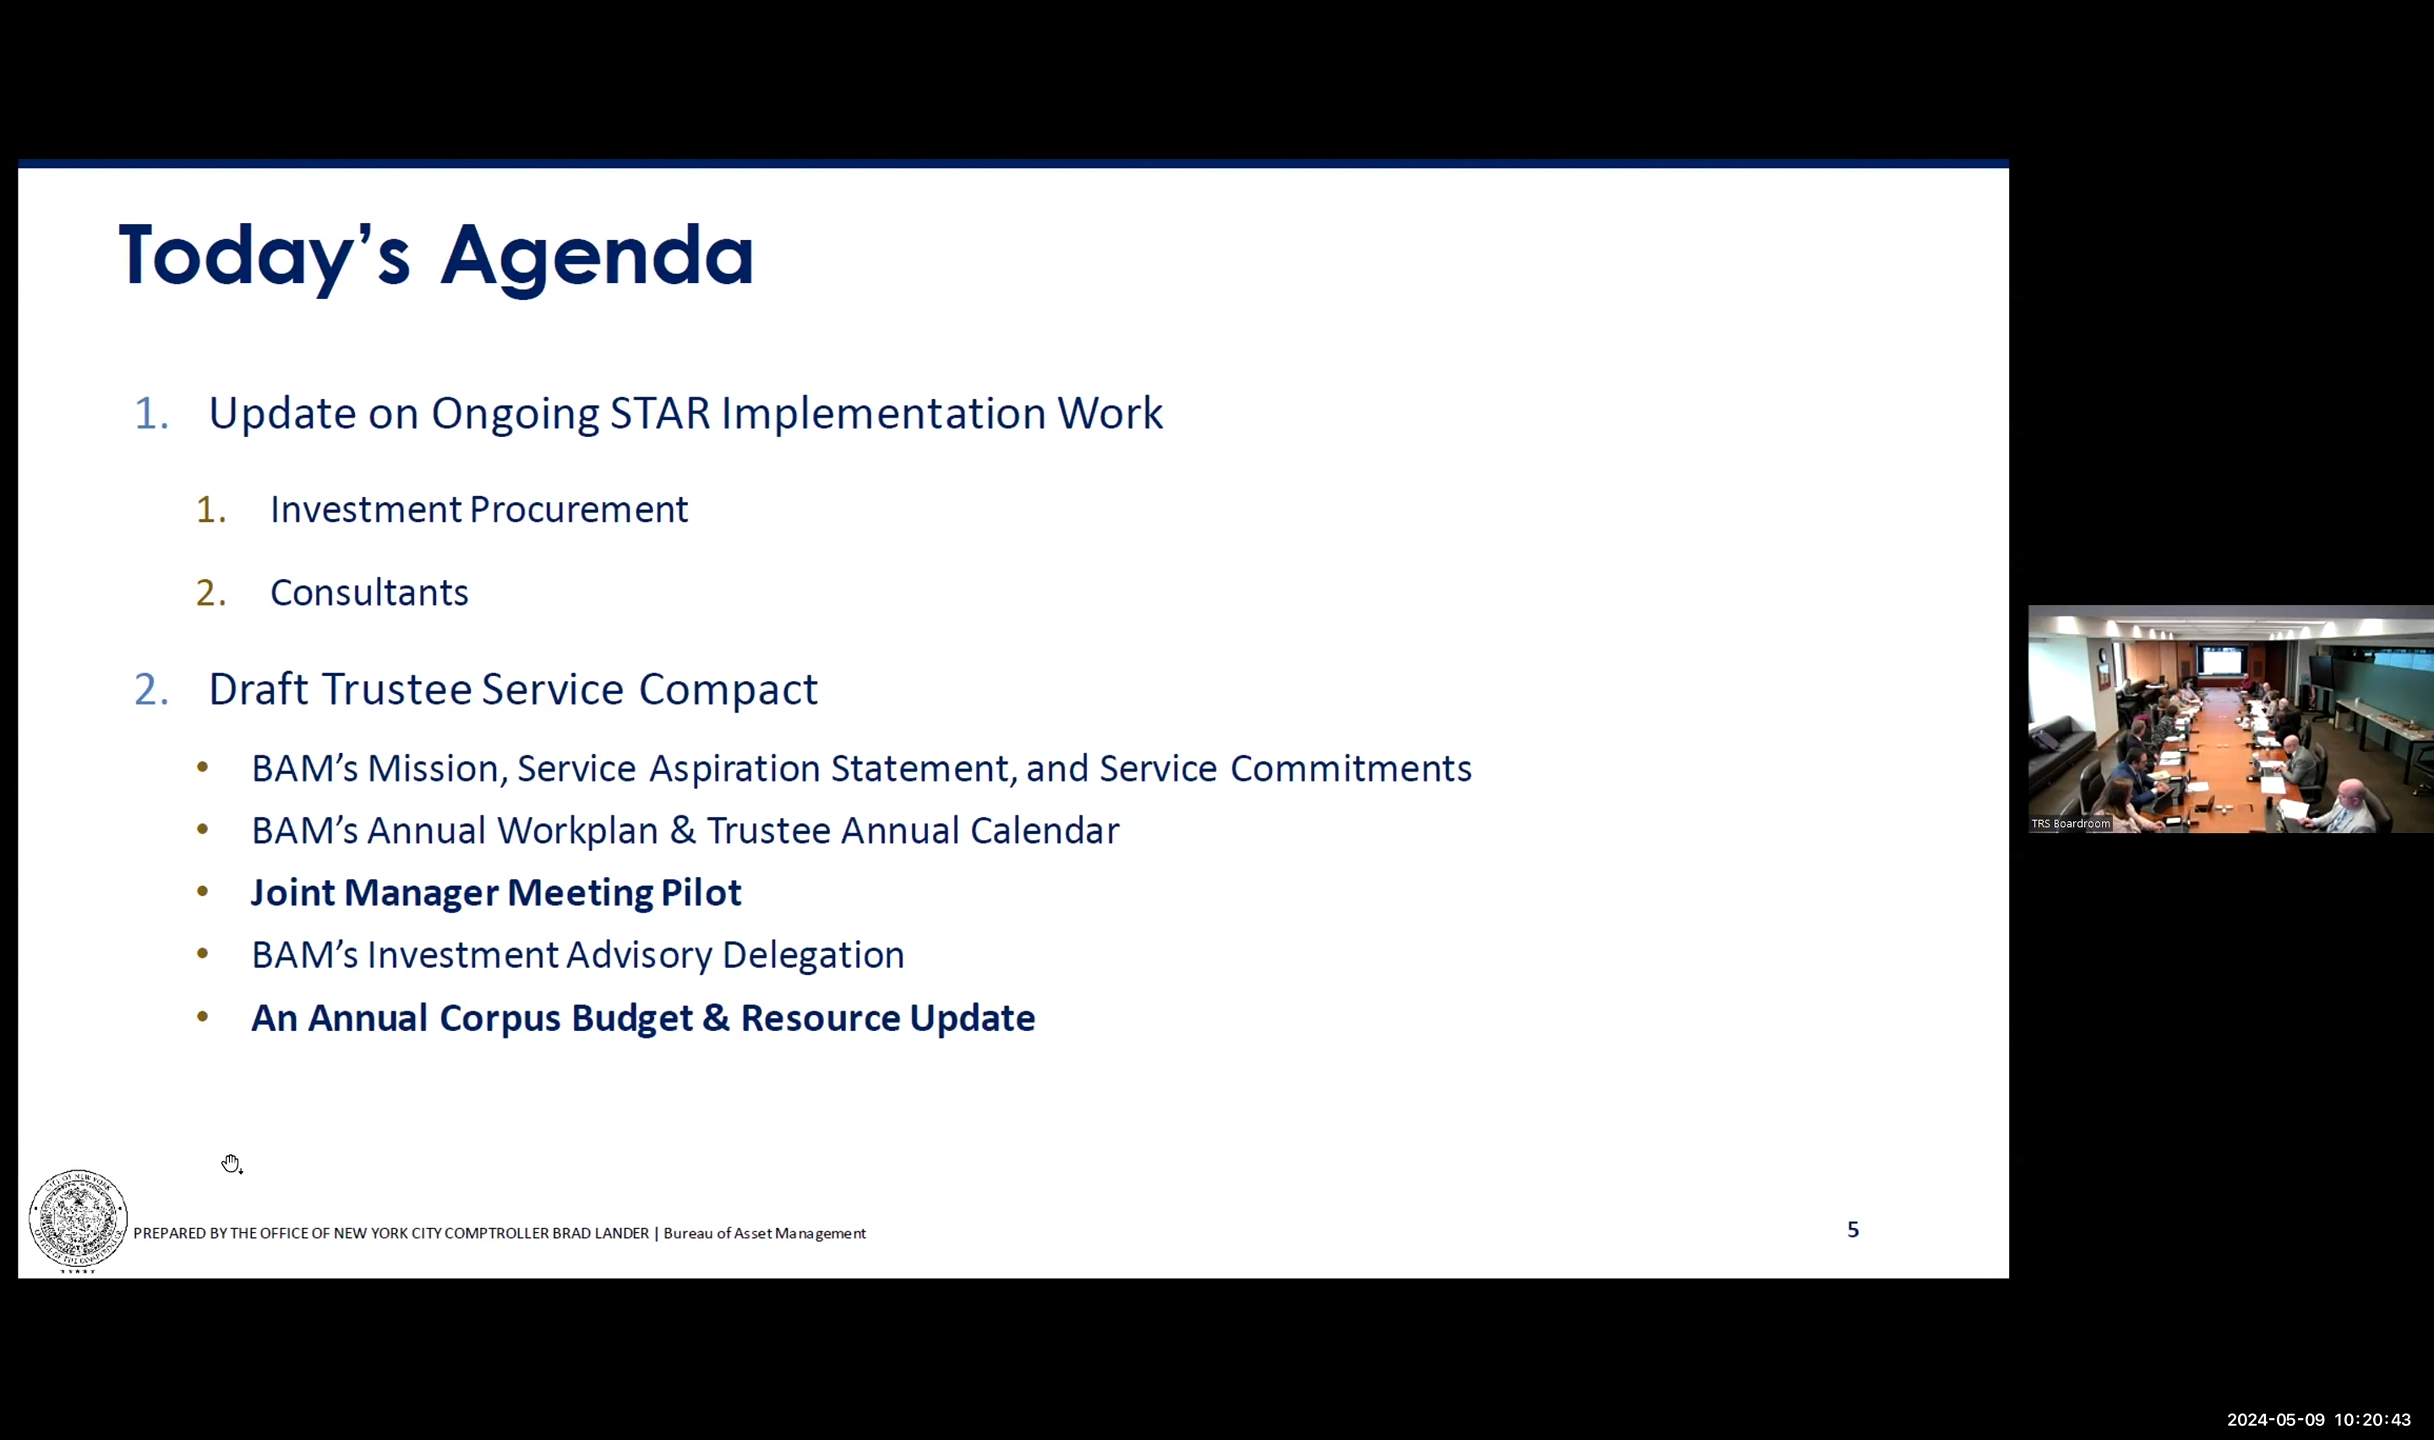 Today's Agenda
1. Update on Ongoing STAR Implementation Work
1. Investment Procurement
2. Consultants
2. Draft Trustee Service Compact
• BAM's Mission, Service Aspiration Statement, and Service Commitments
• BAM's Annual Workplan & Trustee Annual Calendar
• Joint Manager Meeting Pilot
• BAM's Investment Advisory Delegation
• An Annual Corpus Budget & Resource Update
PREPARED BY THE OFFICE OF NEW YORK CITY COMPTROLLER BRAD LANDER | Bureau of Asset Management
5
TRS Boardroom
2024-05-09 10:20:43